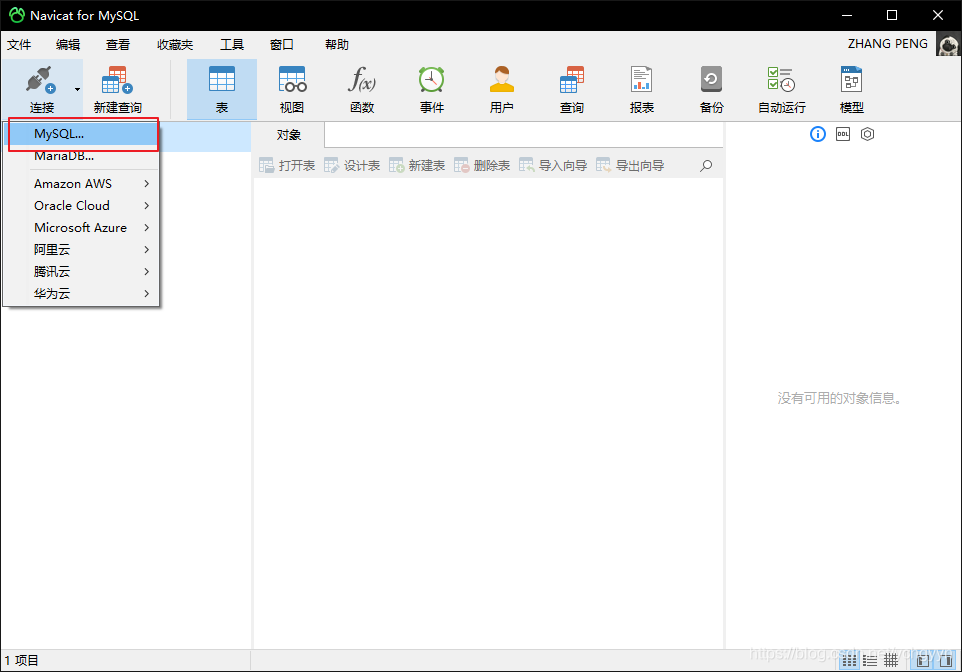 Navicat for MySQL
文件 编辑 查看 收藏夹 工具 窗口 帮助 ZHANG PENG
连接 新建查询 表 视图 函数 事件 用户 查询 报表 备份 自动运行 模型
MySQL...
MariaDB...
Amazon AWS
Oracle Cloud
Microsoft Azure
阿里云
腾讯云
华为云
对象
打开表 设计表 新建表 删除表 导入向导 导出向导
没有可用的对象信息。
1 项目